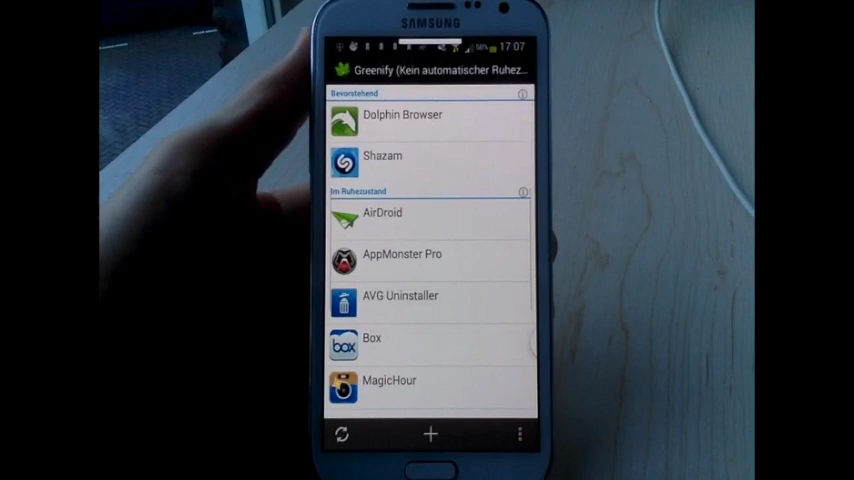 SAMSUNG
58% 17:07
Greenify (Kein automatischer Ruhez...
Bevorstehend
Dolphin Browser
Shazam
Im Ruhezustand
AirDroid
AppMonster Pro
AVG Uninstaller
box
Box
MagicHour